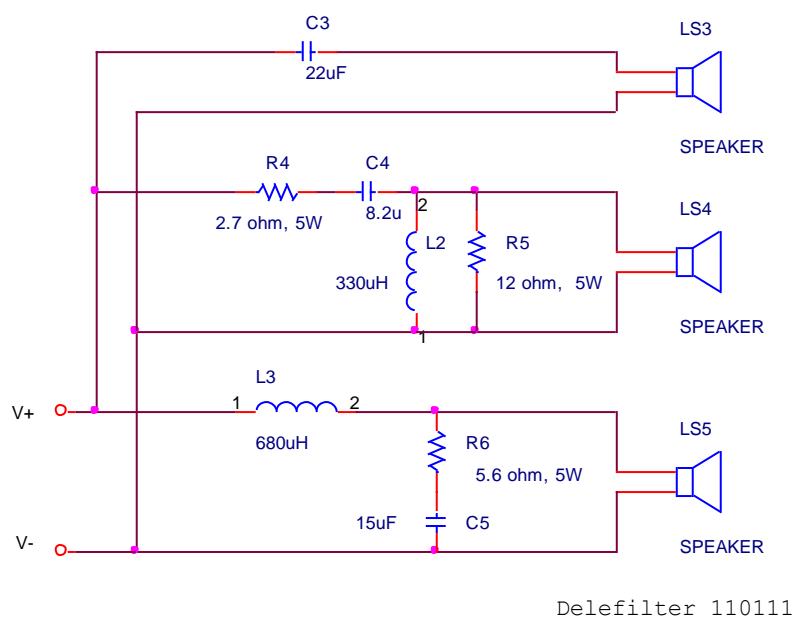 C3
LS3
22uF
SPEAKER
R4
C4
2.7 ohm, 5W
8.2u
2
LS4
L2
R5
330uH
12 ohm, 5W
1
SPEAKER
L3
1
2
V+
680uH
R6
LS5
5.6 ohm, 5W
15uF
C5
V-
SPEAKER
Delefilter 110111